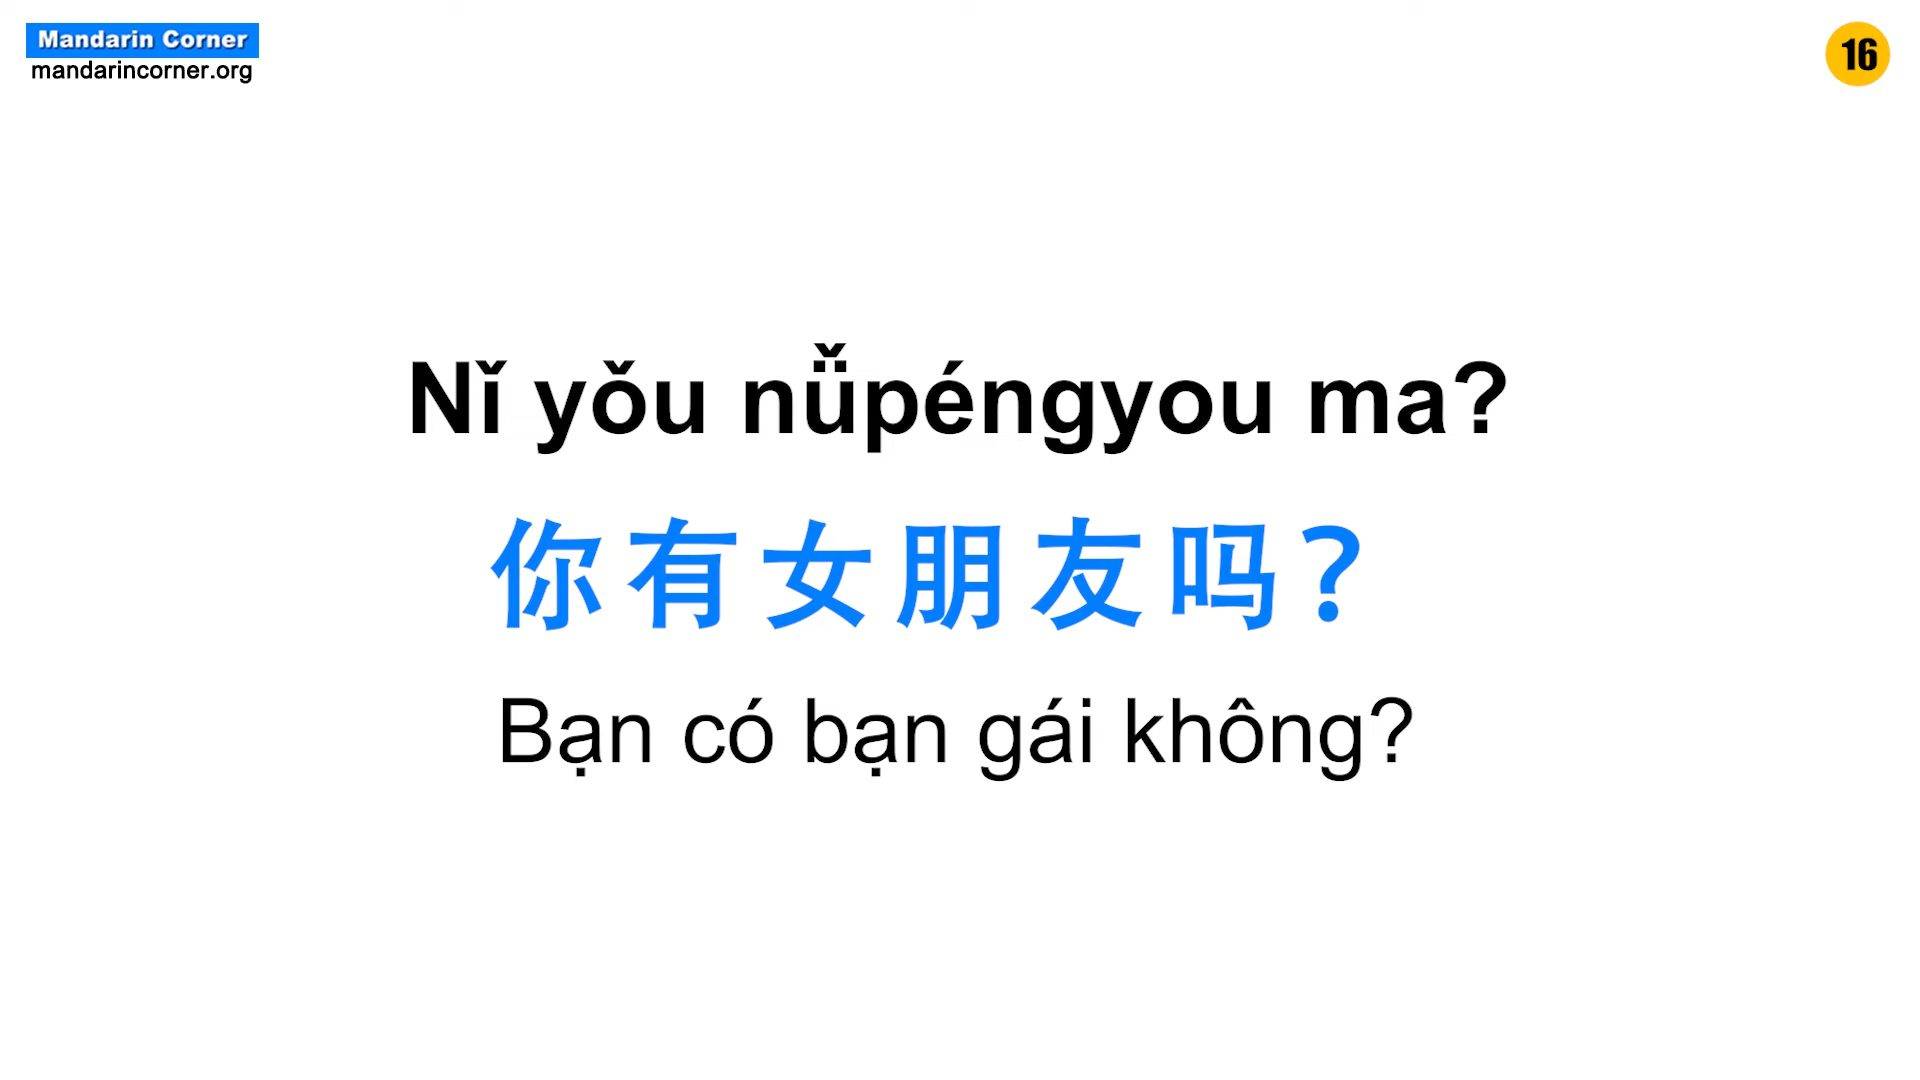 Mandarin Corner
mandarincorner.org
16
Nǐ yǒu nǚpéngyou ma?
你有女朋友吗?
Bạn có bạn gái không?